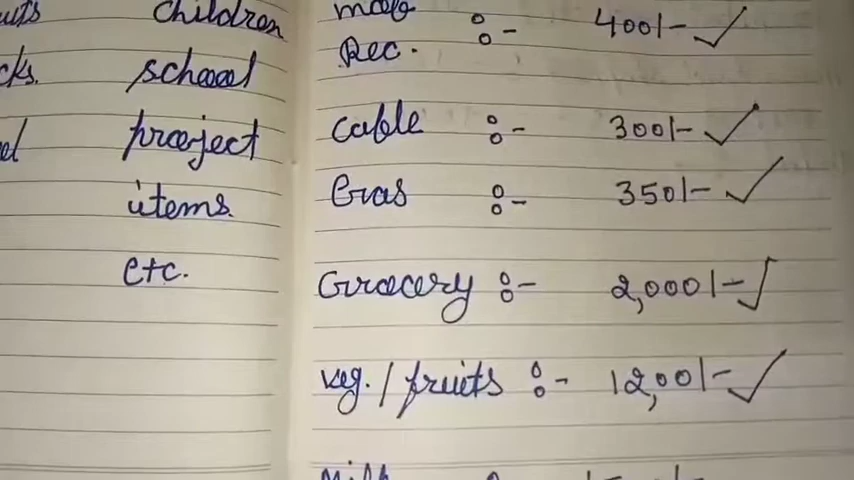 children
school
project
items
etc.
Rec. :- 400/-
Cable :- 300/-
Gas :- 350/-
Grocery :- 2,000/-
Veg. / fruits :- 12,00/-